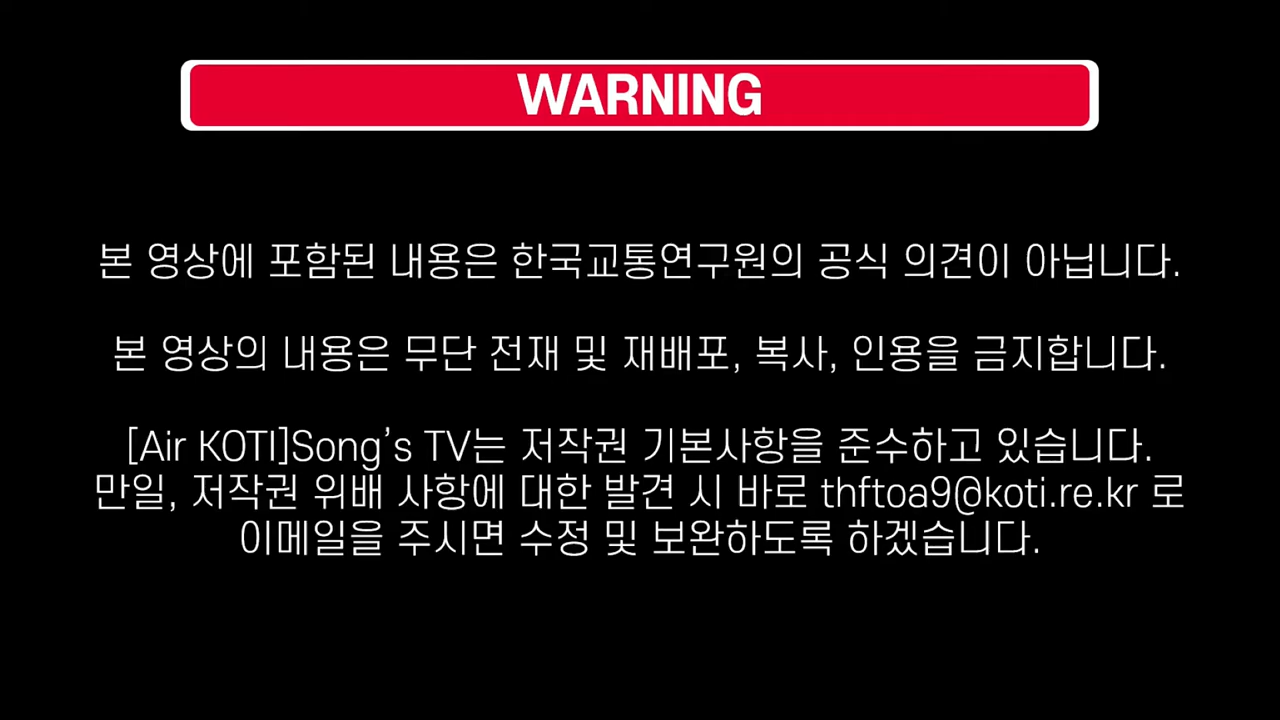 WARNING
본 영상에 포함된 내용은 한국교통연구원의 공식 의견이 아닙니다.
본 영상의 내용은 무단 전재 및 재배포, 복사, 인용을 금지합니다.
[Air KOTI]Song’s TV는 저작권 기본사항을 준수하고 있습니다.
만일, 저작권 위배 사항에 대한 발견 시 바로 thftoa9@koti.re.kr 로
이메일을 주시면 수정 및 보완하도록 하겠습니다.